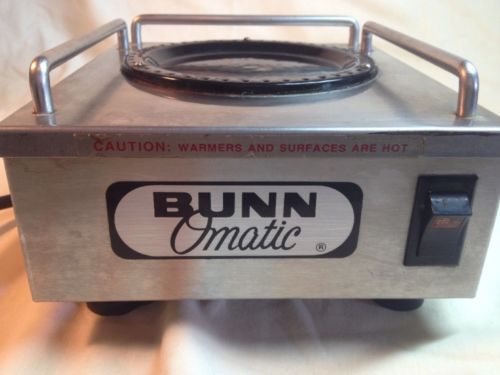 CAUTION: WARMERS AND SURFACES ARE HOT
BUNN
Omatic ®